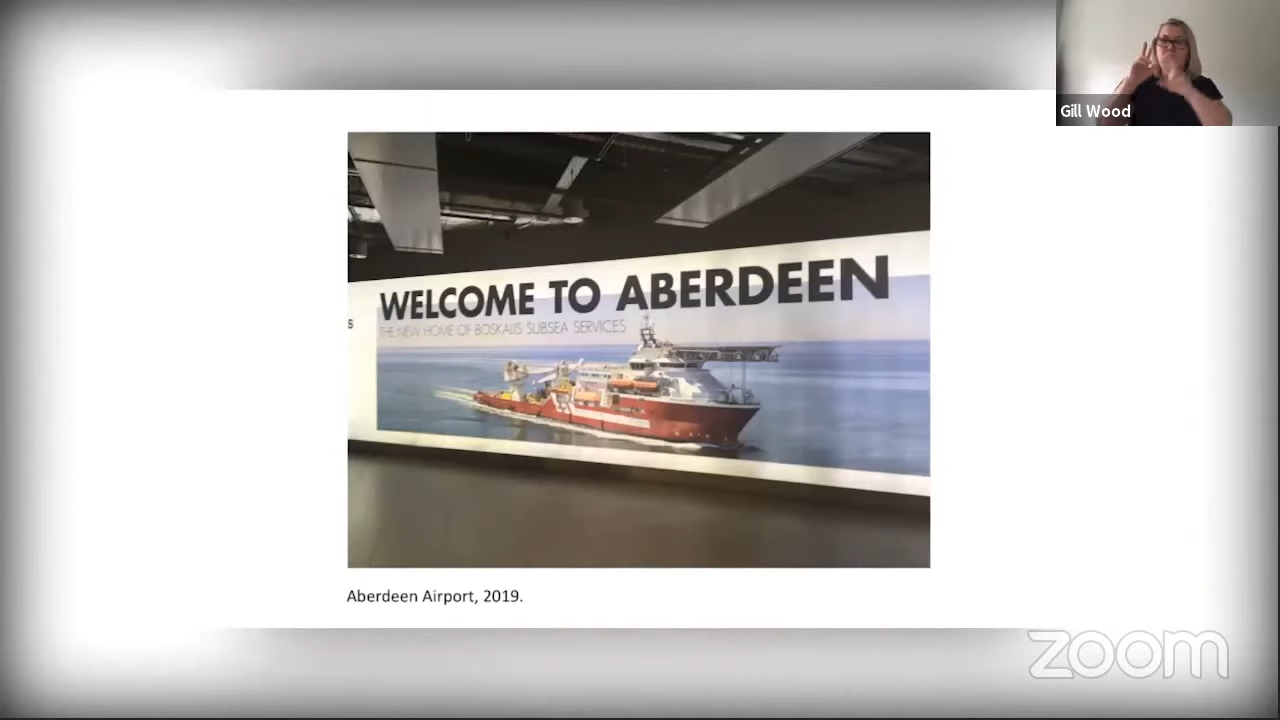 Gill Wood
WELCOME TO ABERDEEN
THE NEW HOME OF BOSKALIS SUBSEA SERVICES
S
Aberdeen Airport, 2019.
zoom